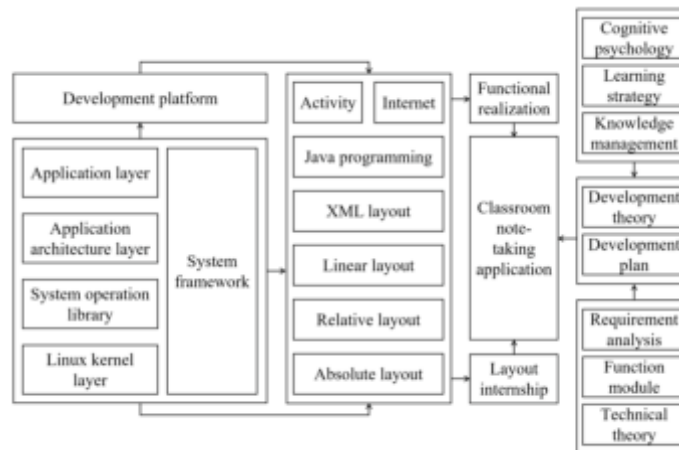 Development platform
Application layer
Application
architecture layer
System operation
library
Linux kernel
layer
System
framework
Activity
Internet
Java programming
XML layout
Linear layout
Relative layout
Absolute layout
Functional
realization
Classroom
note-
taking
application
Layout
internship
Cognitive
psychology
Learning
strategy
Knowledge
management
Development
theory
Development
plan
Requirement
analysis
Function
module
Technical
theory